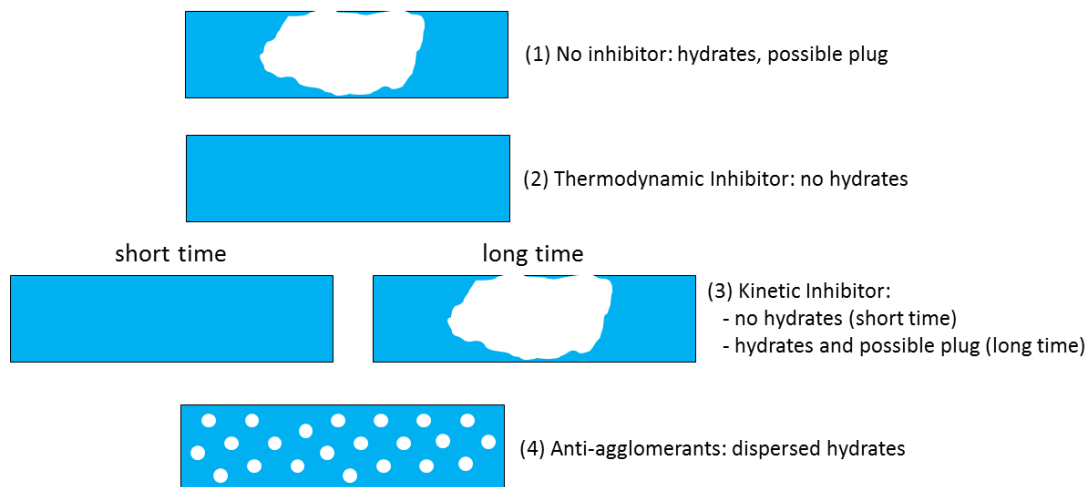 (1) No inhibitor: hydrates, possible plug
(2) Thermodynamic Inhibitor: no hydrates
short time
long time
(3) Kinetic Inhibitor:
- no hydrates (short time)
- hydrates and possible plug (long time)
(4) Anti-agglomerants: dispersed hydrates